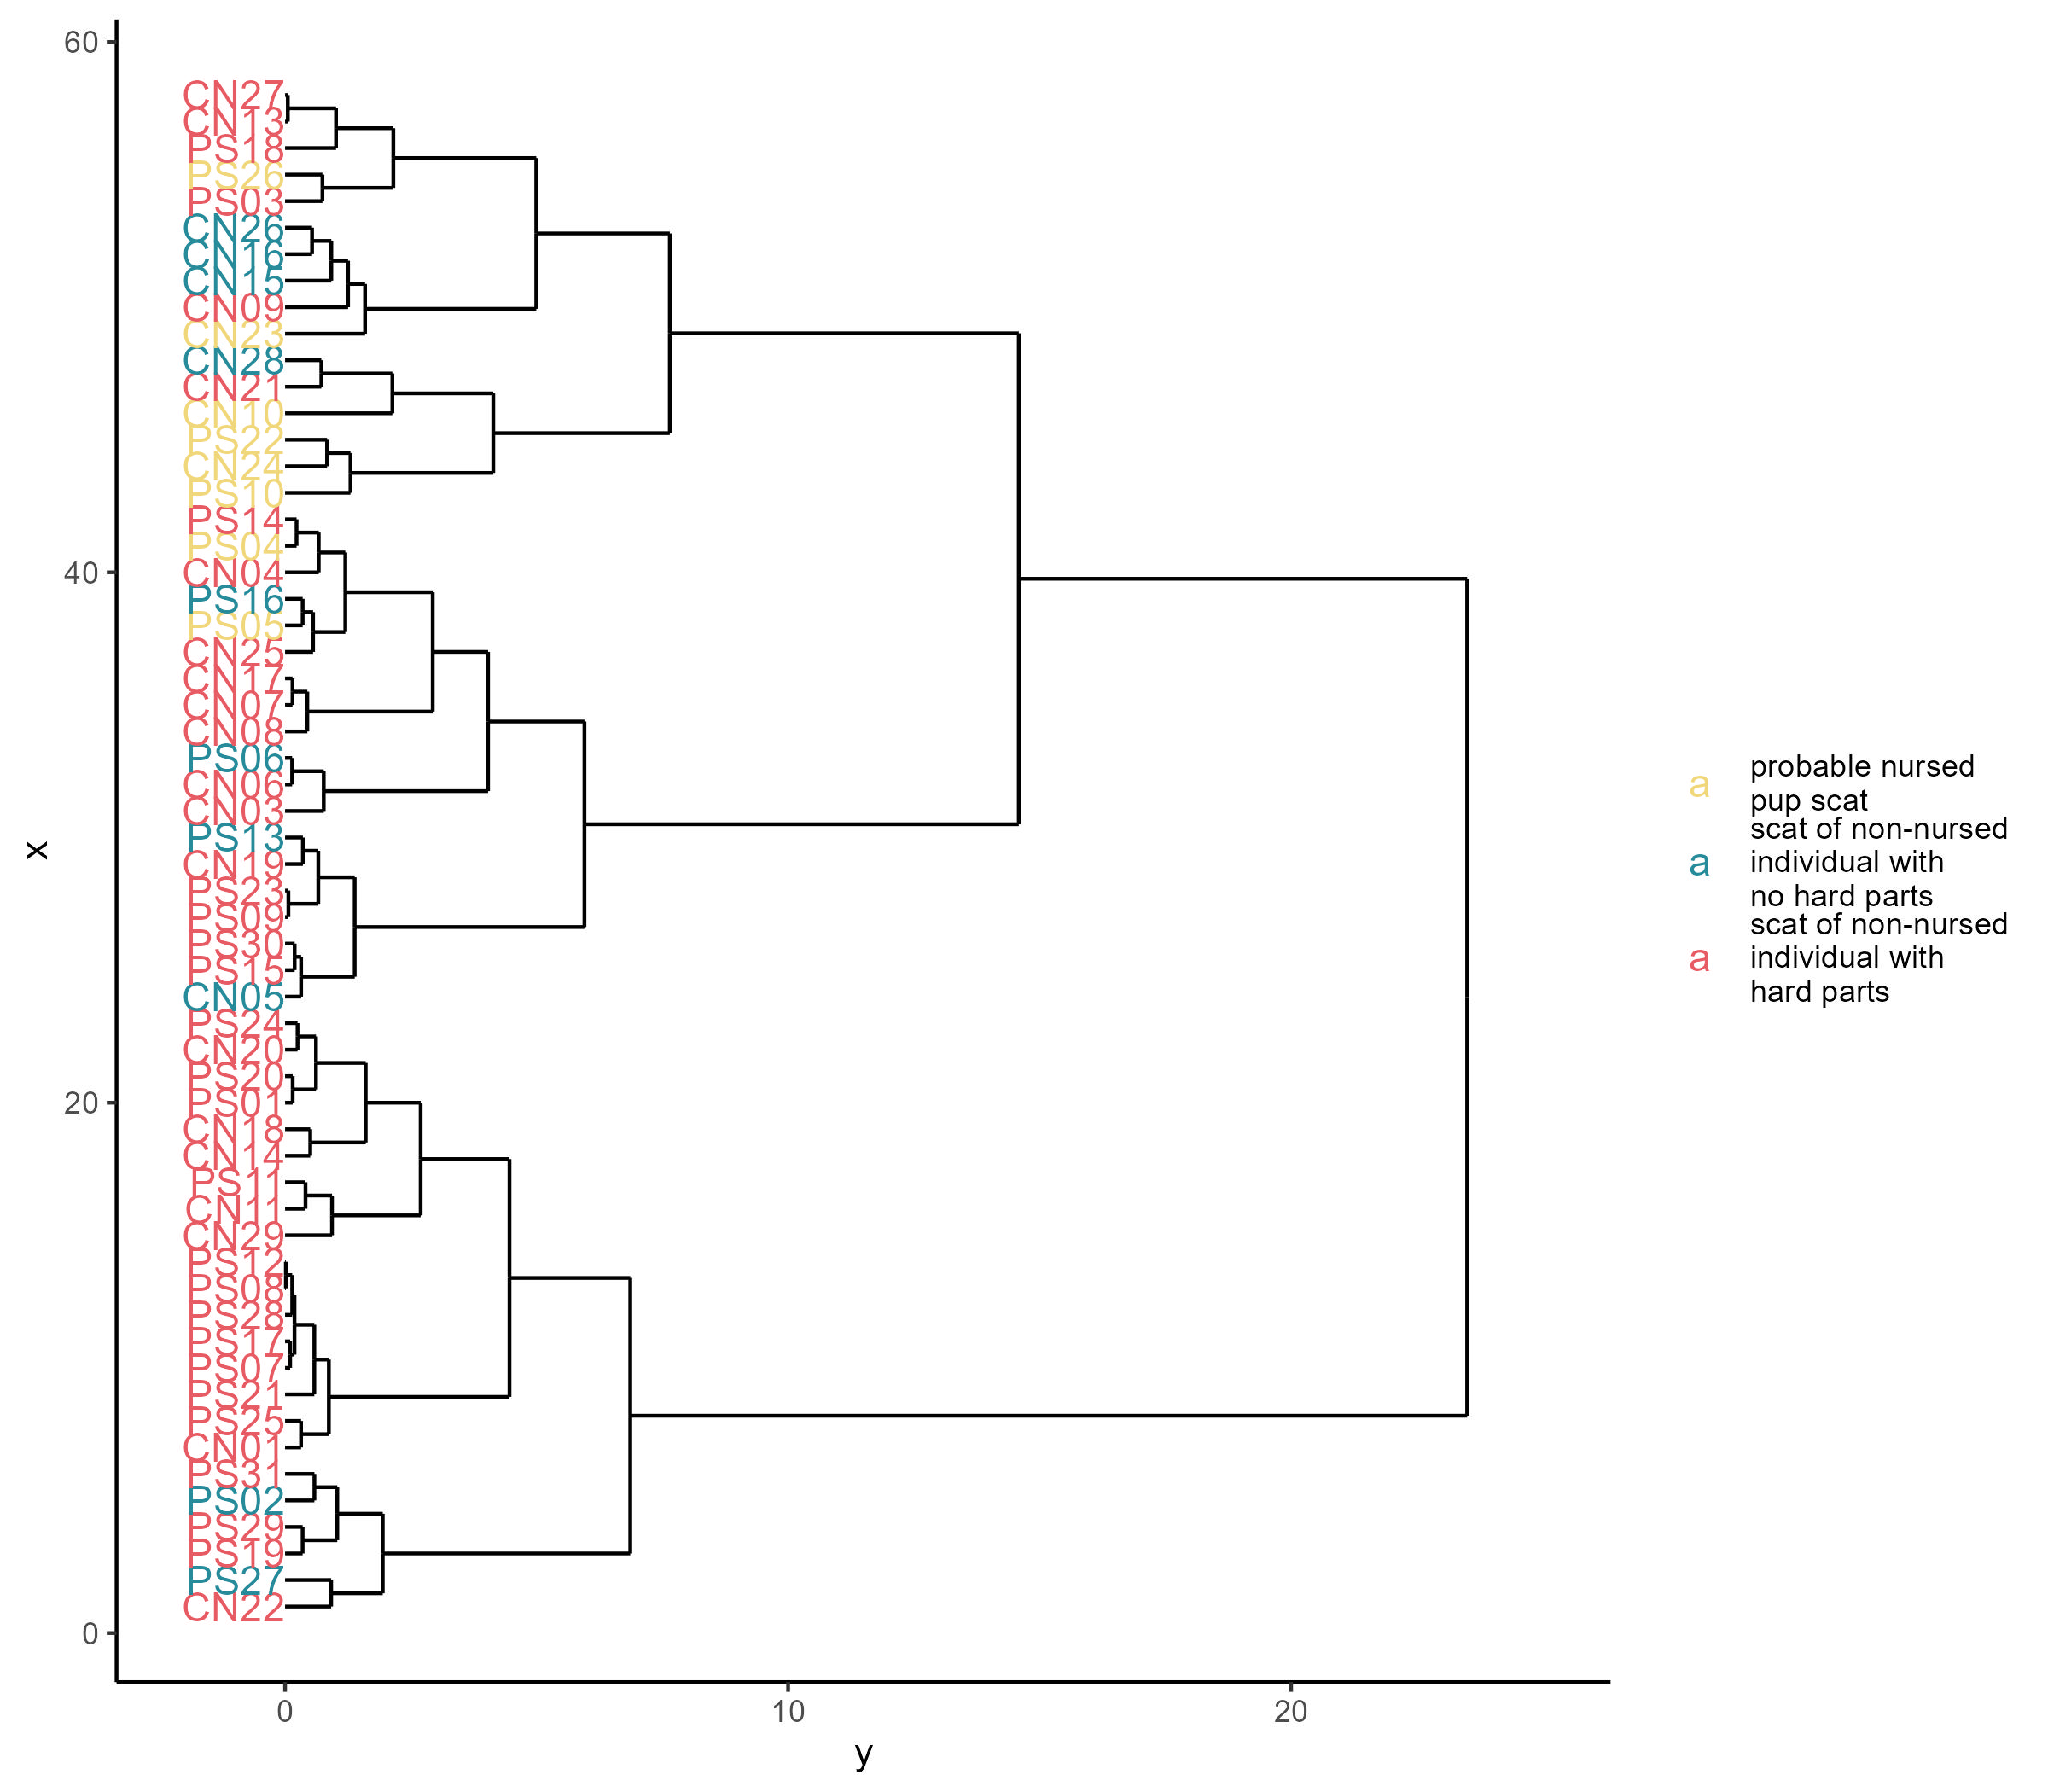 60
CN27
CN13
PS18
PS26
PS03
CN26
CN16
CN15
CN09
CN23
CN28
CN21
CN10
PS22
CN24
PS10
PS14
PS04
40
CN04
PS16
PS05
CN25
CN17
CN07
CN08
PS06
CN06
CN03
PS13
CN19
PS23
PS09
PS30
PS15
CN05
PS24
CN20
PS20
20
PS01
CN18
CN14
PS11
CN11
CN29
PS12
PS08
PS28
PS17
PS07
PS21
PS25
CN01
PS31
PS02
PS29
PS19
PS27
CN22
0
x
0 10 20
y
a probable nursed
pup scat
scat of non-nursed
a individual with
no hard parts
scat of non-nursed
a individual with
hard parts